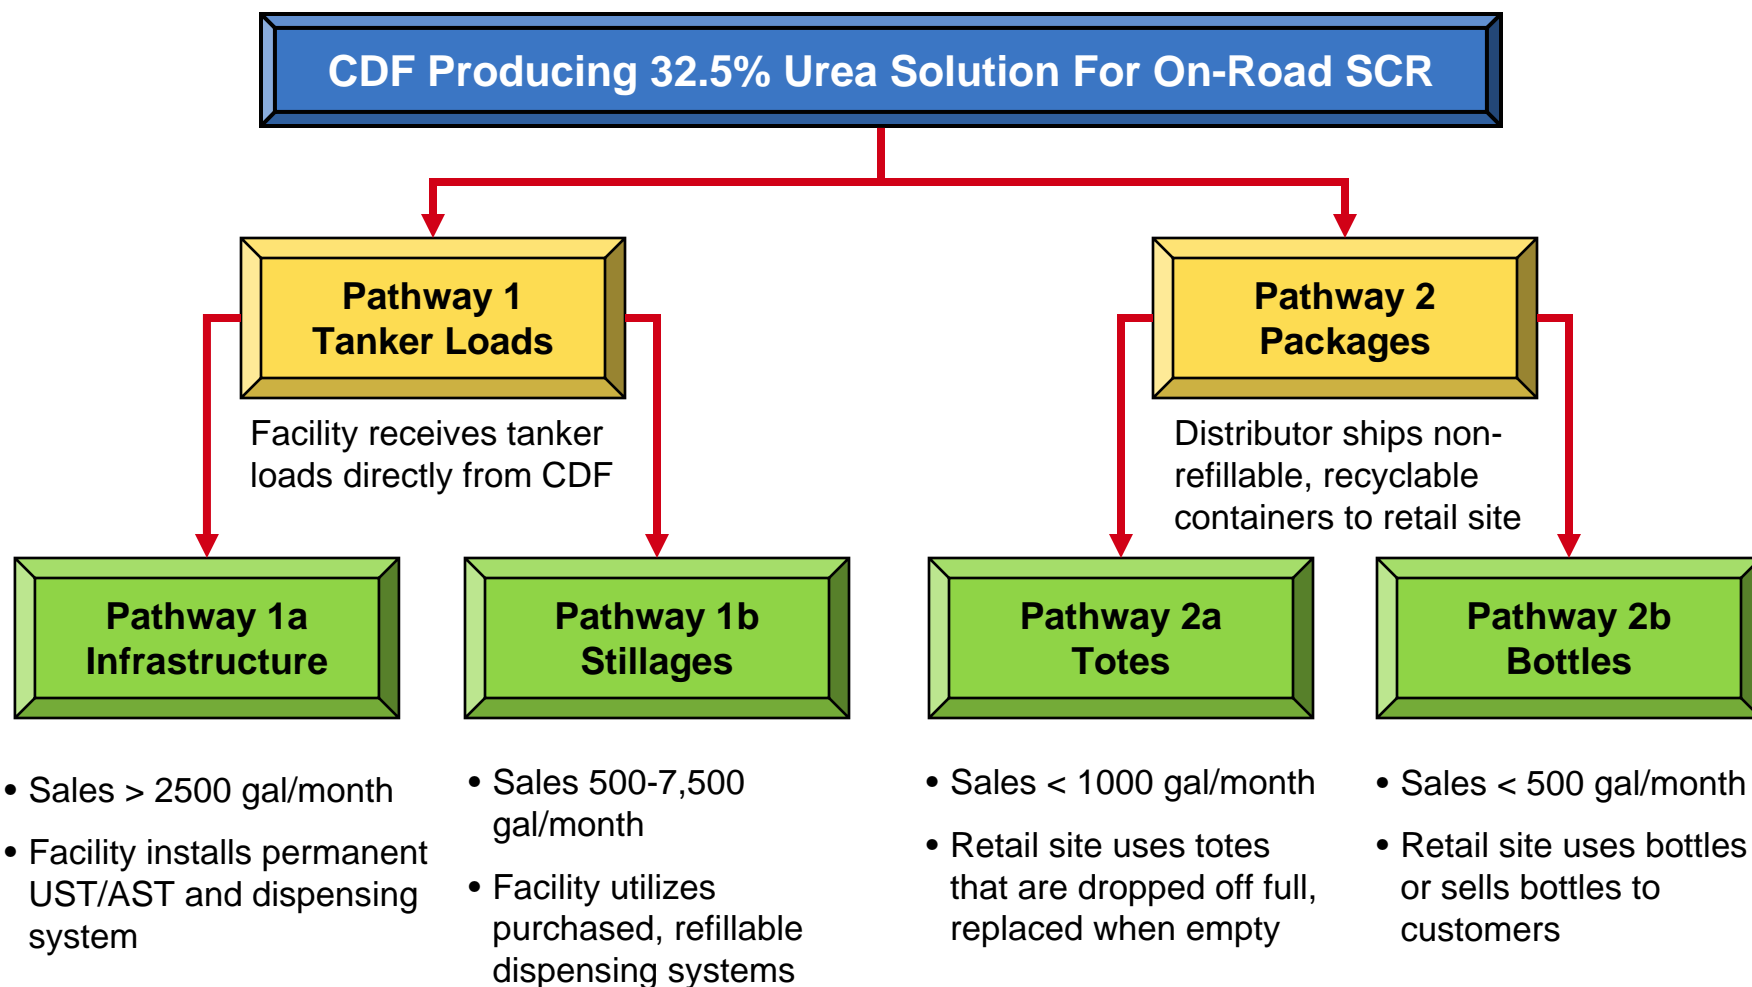 CDF Producing 32.5% Urea Solution For On-Road SCR
Pathway 1
Tanker Loads
Facility receives tanker
loads directly from CDF
Pathway 2
Packages
Distributor ships non-
refillable, recyclable
containers to retail site
Pathway 1a
Infrastructure
• Sales > 2500 gal/month
• Facility installs permanent
UST/AST and dispensing
system
Pathway 1b
Stillages
• Sales 500-7,500
gal/month
• Facility utilizes
purchased, refillable
dispensing systems
Pathway 2a
Totes
• Sales < 1000 gal/month
• Retail site uses totes
that are dropped off full,
replaced when empty
Pathway 2b
Bottles
• Sales < 500 gal/month
• Retail site uses bottles
or sells bottles to
customers